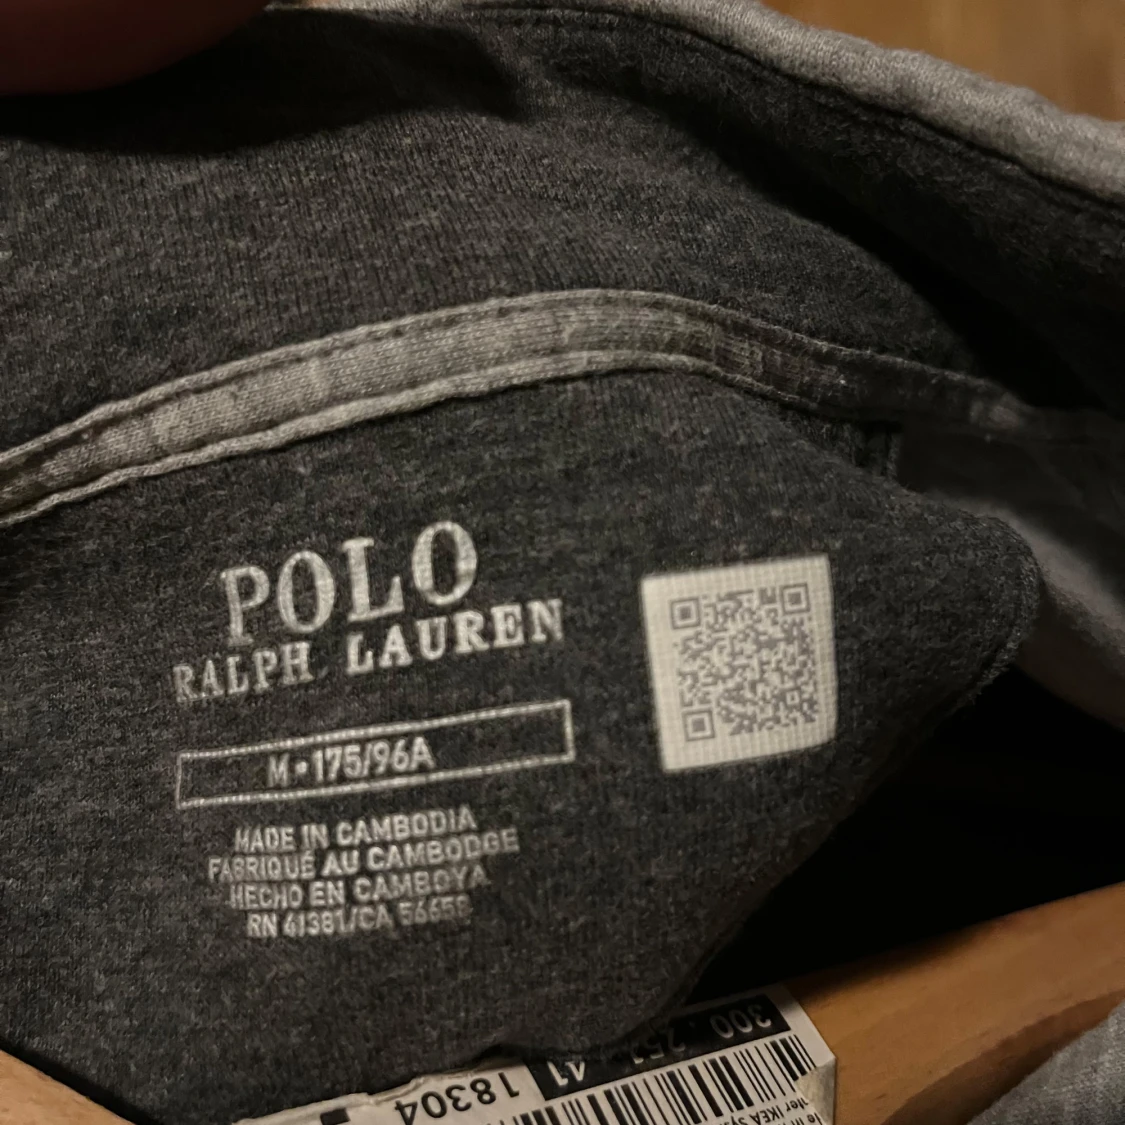 POLO
RALPH LAUREN
M•175/96A
MADE IN CAMBODIA
FABRIQUÉ AU CAMBODGE
HECHO EN CAMBOYA
RN 41381/CA 56658
300.251.41
18304